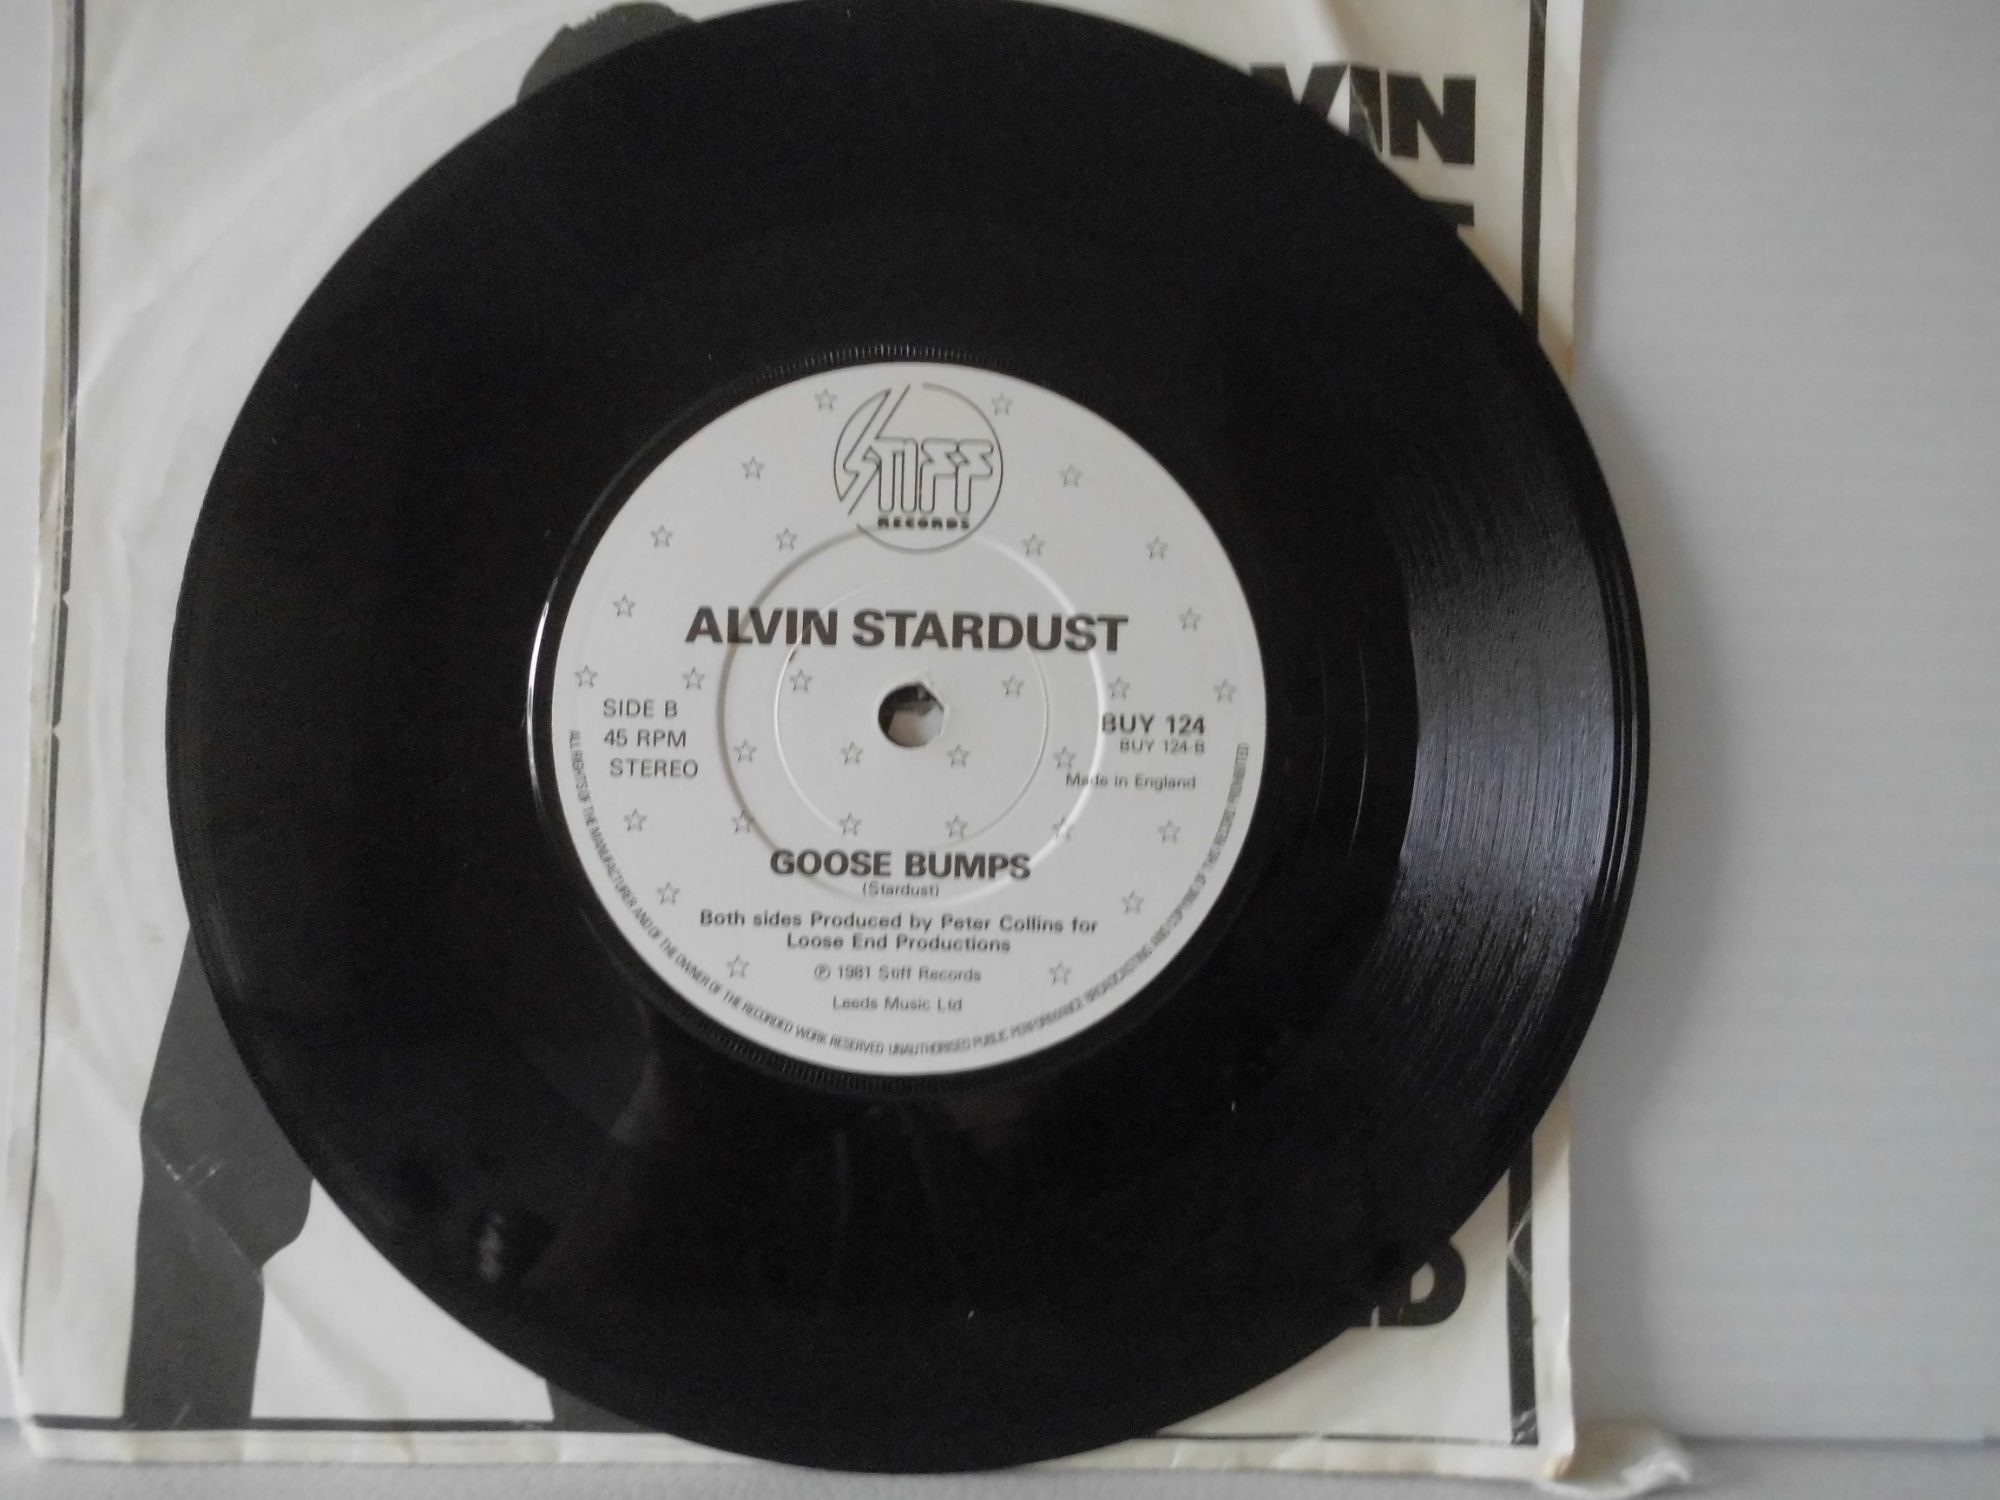 STIFF
RECORDS
ALVIN STARDUST
SIDE B
45 RPM
STEREO
BUY 124
BUY 124-B
Made in England
GOOSE BUMPS
(Stardust)
Both sides Produced by Peter Collins for
Loose End Productions
℗ 1981 Stiff Records
Leeds Music Ltd
ALL RIGHTS OF THE MANUFACTURER AND OF THE OWNER OF THE RECORDED WORK RESERVED UNAUTHORISED PUBLIC PERFORMANCE BROADCASTING AND COPYING OF THIS RECORD PROHIBITED